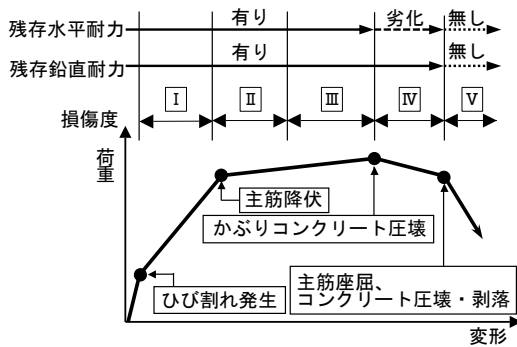 残存水平耐力 有り 劣化 無し
残存鉛直耐力 有り 無し
損傷度 Ⅰ Ⅱ Ⅲ Ⅳ Ⅴ
荷重
主筋降伏
かぶりコンクリート圧壊
ひび割れ発生
主筋座屈、
コンクリート圧壊・剥落
変形